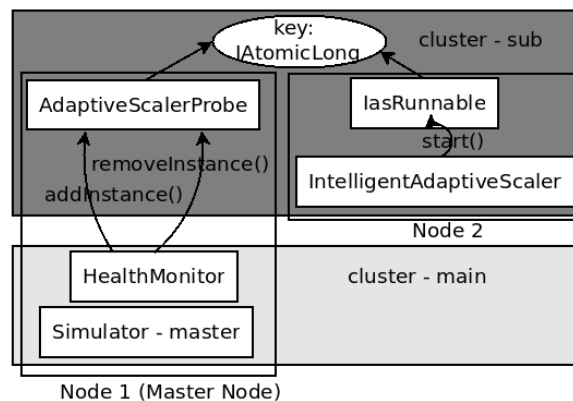 key:
IAtomicLong
cluster - sub
AdaptiveScalerProbe
IasRunnable
removeInstance()
start()
addInstance()
IntelligentAdaptiveScaler
Node 2
HealthMonitor
cluster - main
Simulator - master
Node 1 (Master Node)